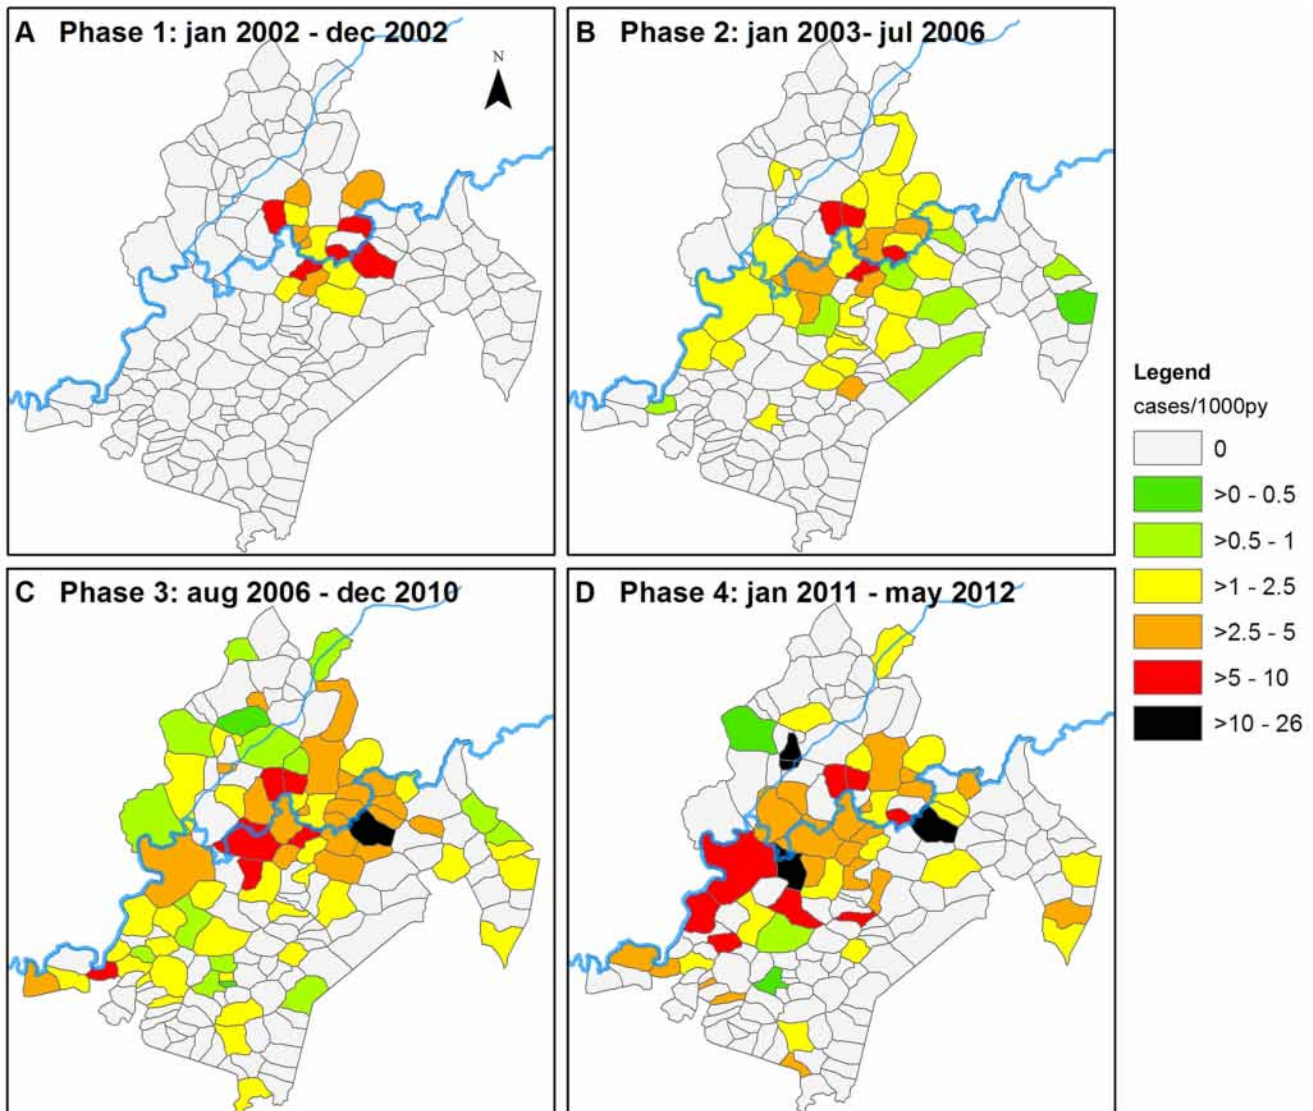 A Phase 1: jan 2002 - dec 2002
N
B Phase 2: jan 2003- jul 2006
C Phase 3: aug 2006 - dec 2010
D Phase 4: jan 2011 - may 2012
Legend
cases/1000py
0
>0 - 0.5
>0.5 - 1
>1 - 2.5
>2.5 - 5
>5 - 10
>10 - 26